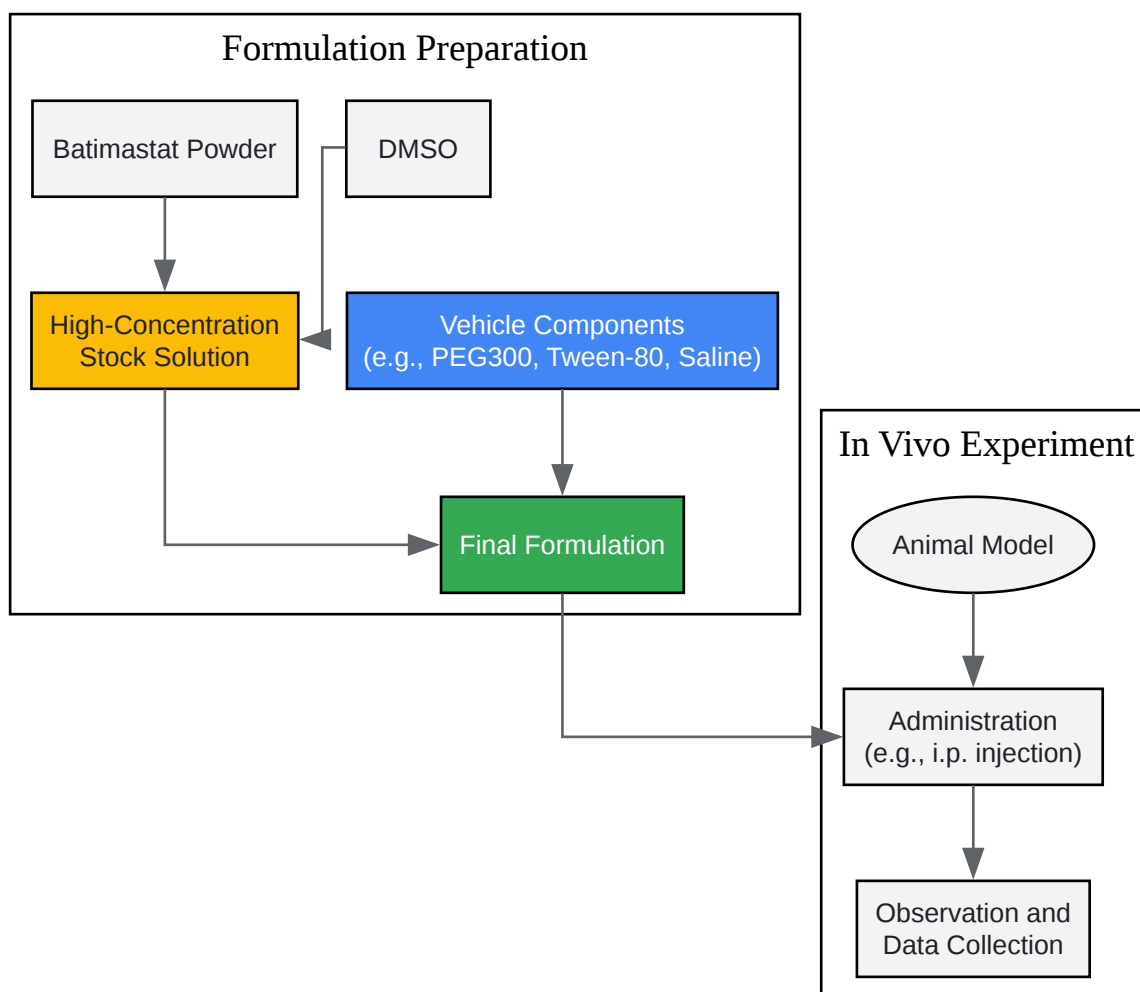 Formulation Preparation
Batimastat Powder
DMSO
High-Concentration
Stock Solution
Vehicle Components
(e.g., PEG300, Tween-80, Saline)
Final Formulation
In Vivo Experiment
Animal Model
Administration
(e.g., i.p. injection)
Observation and
Data Collection